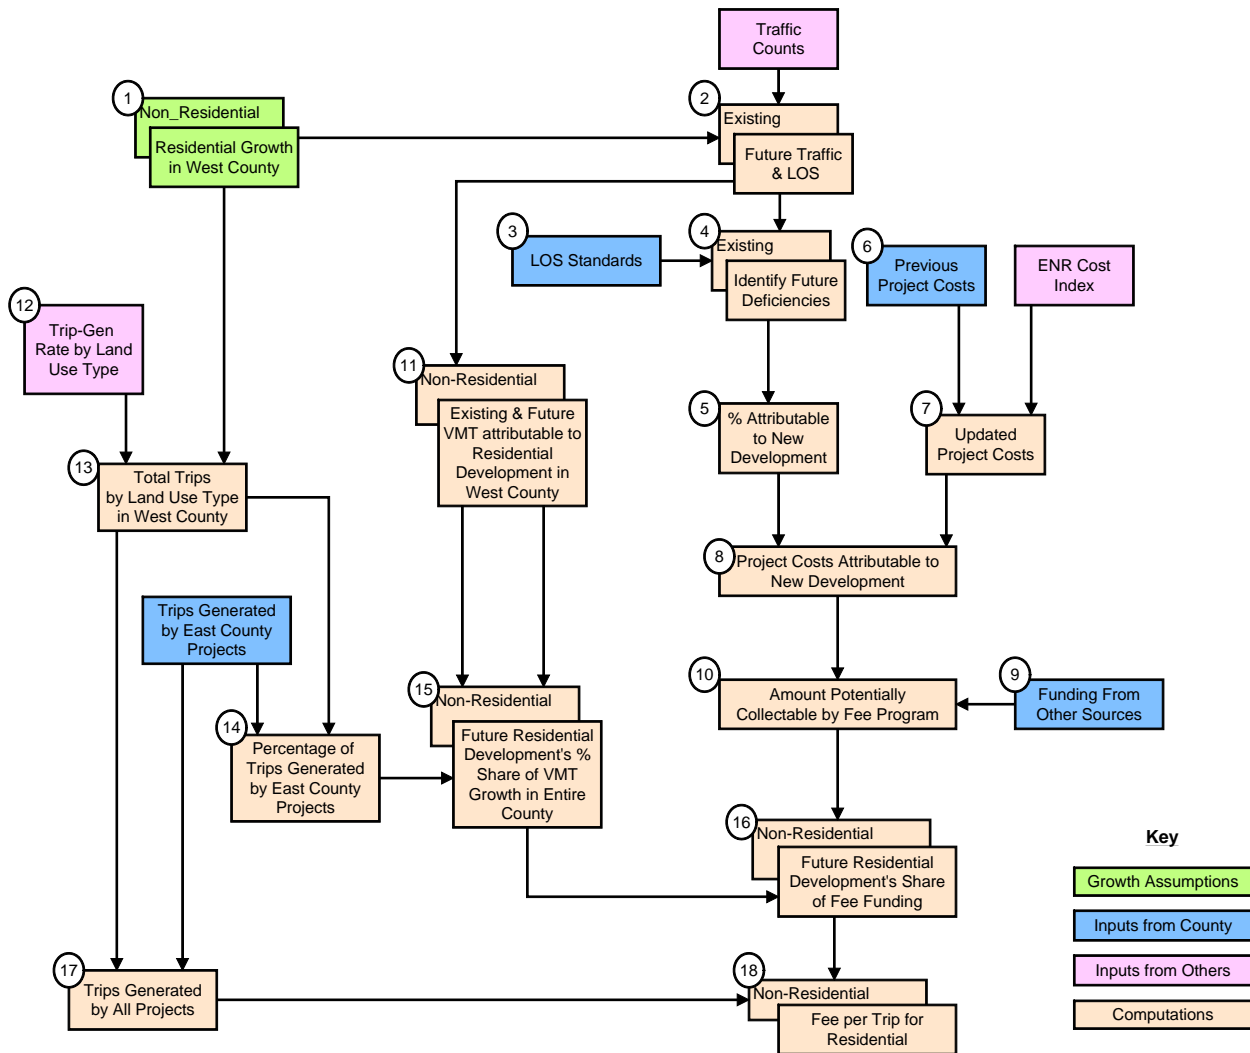 Traffic
Counts
1
Non_Residential
Residential Growth
in West County
2
Existing
Future Traffic
& LOS
3
LOS Standards
4
Existing
Identify Future
Deficiencies
6
Previous
Project Costs
ENR Cost
Index
12
Trip-Gen
Rate by Land
Use Type
11
Non-Residential
Existing & Future
VMT attributable to
Residential
Development in
West County
5
% Attributable
to New
Development
7
Updated
Project Costs
13
Total Trips
by Land Use Type
in West County
8
Project Costs Attributable to
New Development
Trips Generated
by East County
Projects
10
Amount Potentially
Collectable by Fee Program
9
Funding From
Other Sources
14
Percentage of
Trips Generated
by East County
Projects
15
Non-Residential
Future Residential
Development's %
Share of VMT
Growth in Entire
County
16
Non-Residential
Future Residential
Development's Share
of Fee Funding
17
Trips Generated
by All Projects
18
Non-Residential
Fee per Trip for
Residential
Key
Growth Assumptions
Inputs from County
Inputs from Others
Computations